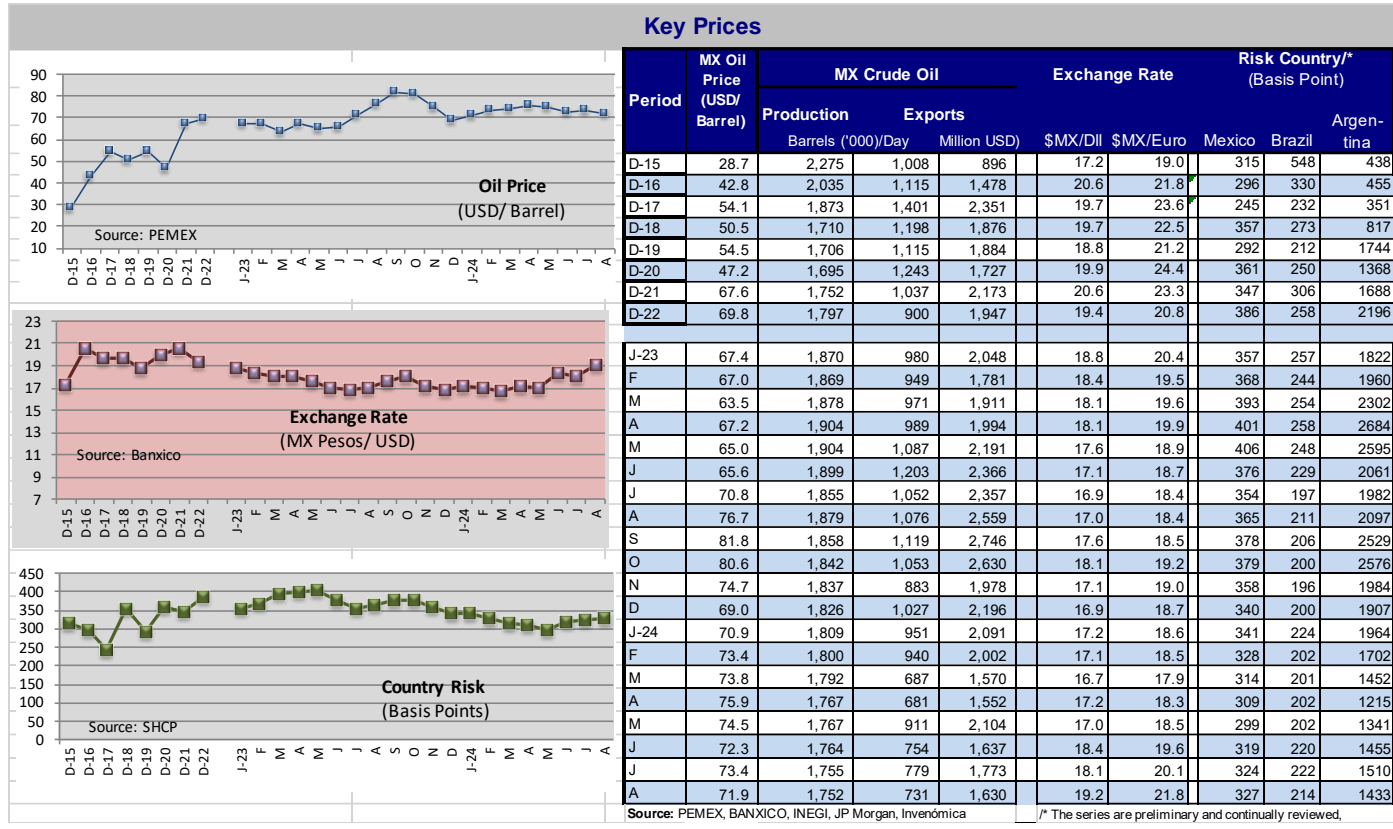 Key Prices
90
80
70
60
50
40
30
20
10
Oil Price
(USD/ Barrel)
Source: PEMEX
D-15 D-16 D-17 D-18 D-19 D-20 D-21 D-22 J-23 F M A M J J A S O N D J-24 F M A M J J A
23
21
19
17
15
13
11
9
7
Exchange Rate
(MX Pesos/ USD)
Source: Banxico
D-15 D-16 D-17 D-18 D-19 D-20 D-21 D-22 J-23 F M A M J J A S O N D J-24 F M A M J J A
450
400
350
300
250
200
150
100
50
0
Country Risk
(Basis Points)
Source: SHCP
D-15 D-16 D-17 D-18 D-19 D-20 D-21 D-22 J-23 F M A M J J A S O N D J-24 F M A M J J A
Period
MX Oil
Price
(USD/
Barrel)
MX Crude Oil
Production Exports
Barrels ('000)/Day Million USD)
Exchange Rate
$MX/Dll $MX/Euro
Risk Country/*
(Basis Point)
Mexico Brazil Argen-
tina
D-15 28.7 2,275 1,008 896 17.2 19.0 315 548 438
D-16 42.8 2,035 1,115 1,478 20.6 21.8 296 330 455
D-17 54.1 1,873 1,401 2,351 19.7 23.6 245 232 351
D-18 50.5 1,710 1,198 1,876 19.7 22.5 357 273 817
D-19 54.5 1,706 1,115 1,884 18.8 21.2 292 212 1744
D-20 47.2 1,695 1,243 1,727 19.9 24.4 361 250 1368
D-21 67.6 1,752 1,037 2,173 20.6 23.3 347 306 1688
D-22 69.8 1,797 900 1,947 19.4 20.8 386 258 2196
J-23 67.4 1,870 980 2,048 18.8 20.4 357 257 1822
F 67.0 1,869 949 1,781 18.4 19.5 368 244 1960
M 63.5 1,878 971 1,911 18.1 19.6 393 254 2302
A 67.2 1,904 989 1,994 18.1 19.9 401 258 2684
M 65.0 1,904 1,087 2,191 17.6 18.9 406 248 2595
J 65.6 1,899 1,203 2,366 17.1 18.7 376 229 2061
J 70.8 1,855 1,052 2,357 16.9 18.4 354 197 1982
A 76.7 1,879 1,076 2,559 17.0 18.4 365 211 2097
S 81.8 1,858 1,119 2,746 17.6 18.5 378 206 2529
O 80.6 1,842 1,053 2,630 18.1 19.2 379 200 2576
N 74.7 1,837 883 1,978 17.1 19.0 358 196 1984
D 69.0 1,826 1,027 2,196 16.9 18.7 340 200 1907
J-24 70.9 1,809 951 2,091 17.2 18.6 341 224 1964
F 73.4 1,800 940 2,002 17.1 18.5 328 202 1702
M 73.8 1,792 687 1,570 16.7 17.9 314 201 1452
A 75.9 1,767 681 1,552 17.2 18.3 309 202 1215
M 74.5 1,767 911 2,104 17.0 18.5 299 202 1341
J 72.3 1,764 754 1,637 18.4 19.6 319 220 1455
J 73.4 1,755 779 1,773 18.1 20.1 324 222 1510
A 71.9 1,752 731 1,630 19.2 21.8 327 214 1433
Source: PEMEX, BANXICO, INEGI, JP Morgan, Invenómica
/* The series are preliminary and continually reviewed,